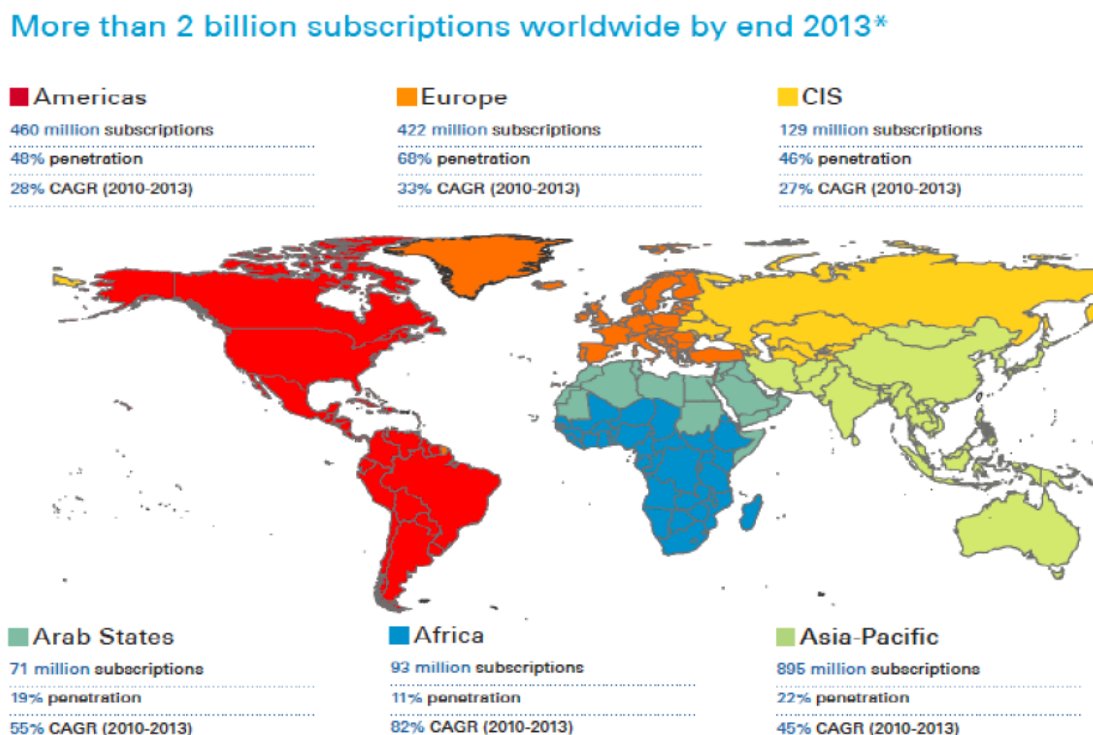 More than 2 billion subscriptions worldwide by end 2013*
Americas
460 million subscriptions
48% penetration
28% CAGR (2010-2013)
Europe
422 million subscriptions
68% penetration
33% CAGR (2010-2013)
CIS
129 million subscriptions
46% penetration
27% CAGR (2010-2013)
Arab States
71 million subscriptions
19% penetration
55% CAGR (2010-2013)
Africa
93 million subscriptions
11% penetration
82% CAGR (2010-2013)
Asia-Pacific
895 million subscriptions
22% penetration
45% CAGR (2010-2013)